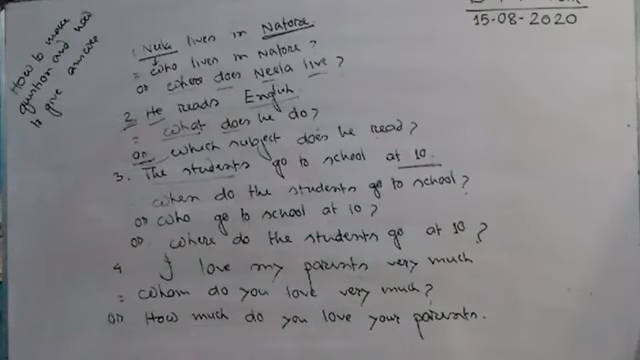 15-08-2020
How to make
question and how
to give answer
1. Neela lives in Natore
= who lives in Natore?
or where does Neela live?
2. He reads English
= what does he do?
or which subject does he read?
3. The students go to school at 10.
when do the students go to school?
or who go to school at 10?
or where do the students go at 10?
4 I love my parents very much
= whom do you love very much?
or How much do you love your parents.